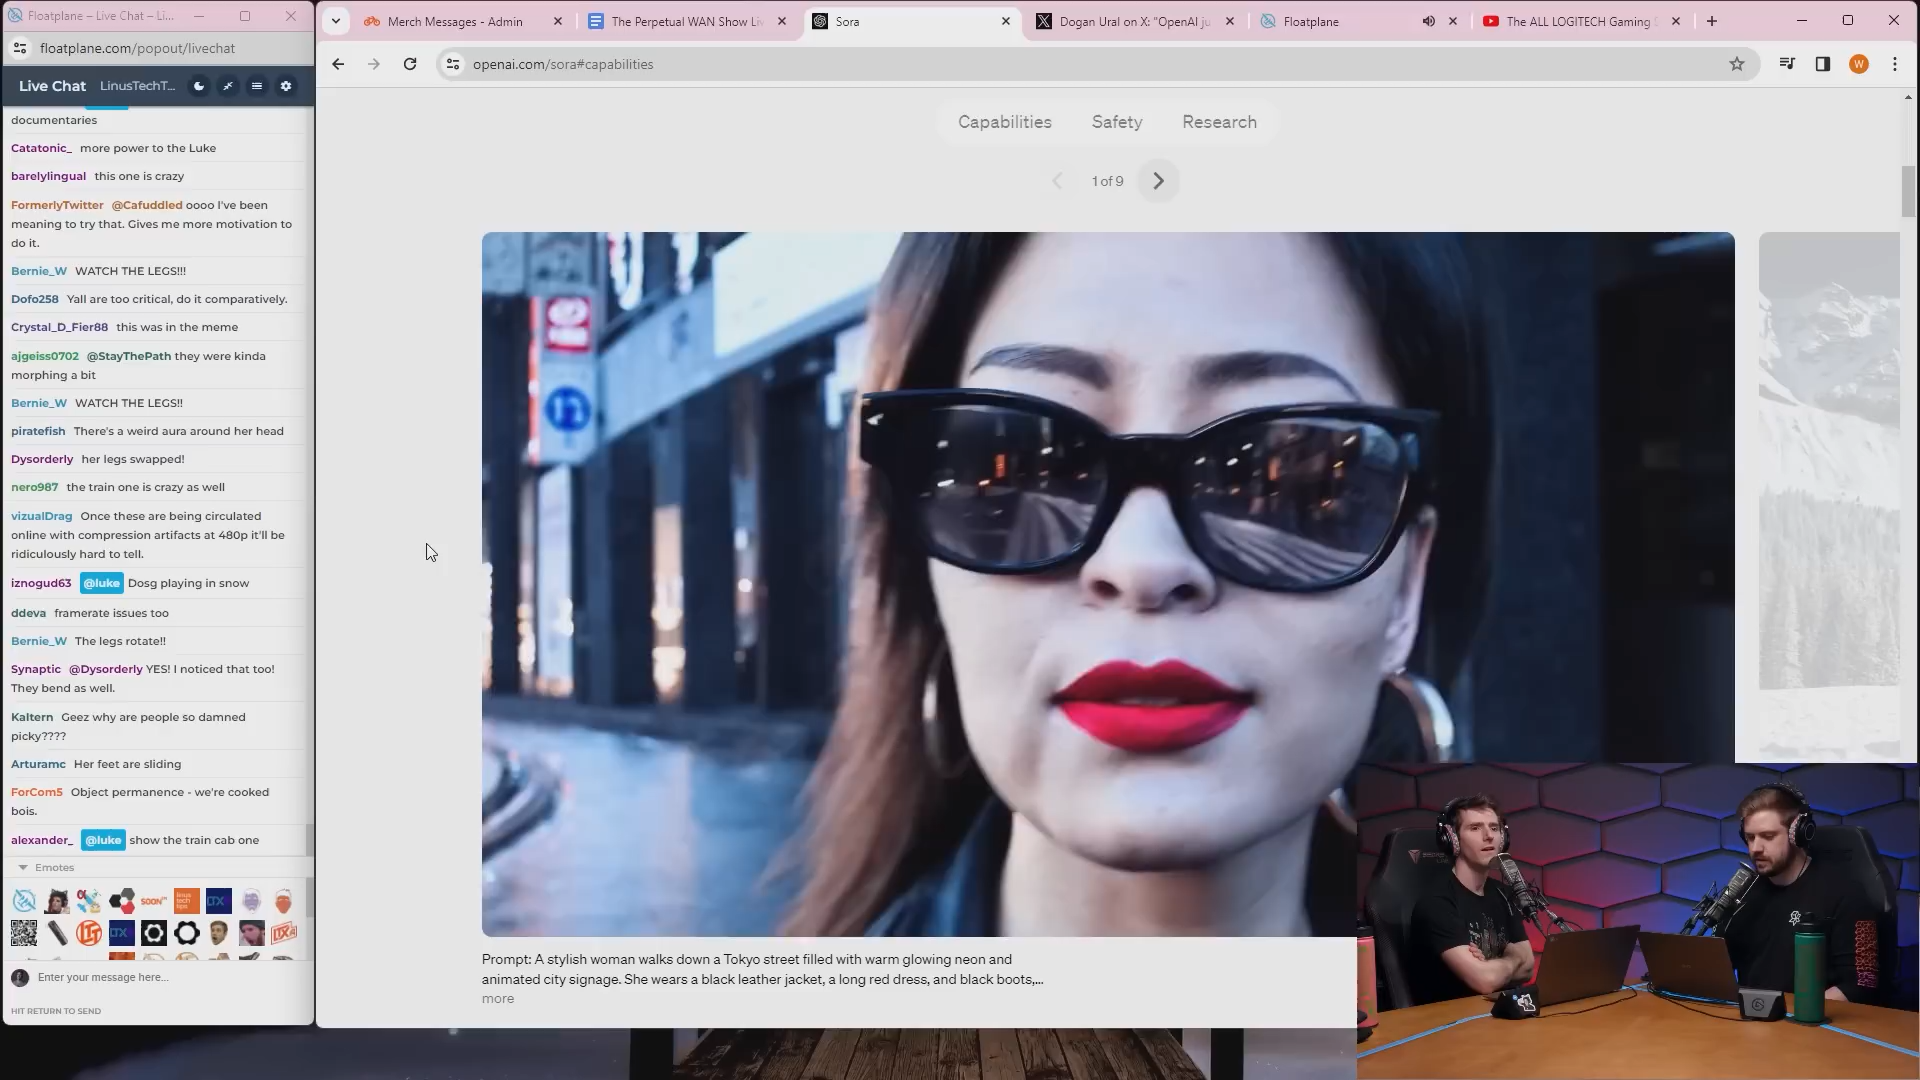 Floatplane – Live Chat – Li...
floatplane.com/popout/livechat
Live Chat LinusTechT...
documentaries
Catatonic_ more power to the Luke
barelylingual this one is crazy
FormerlyTwitter @Cafuddled oooo I've been
meaning to try that. Gives me more motivation to
do it.
Bernie_W WATCH THE LEGS!!!
Dofo258 Yall are too critical, do it comparatively.
Crystal_D_Fier88 this was in the meme
ajgeiss0702 @StayThePath they were kinda
morphing a bit
Bernie_W WATCH THE LEGS!!
piratefish There's a weird aura around her head
Dysorderly her legs swapped!
nero987 the train one is crazy as well
vizualDrag Once these are being circulated
online with compression artifacts at 480p it'll be
ridiculously hard to tell.
iznogud63 @luke Dosg playing in snow
ddeva framerate issues too
Bernie_W The legs rotate!!
Synaptic @Dysorderly YES! I noticed that too!
They bend as well.
Kaltern Geez why are people so damned
picky????
Arturamc Her feet are sliding
ForCom5 Object permanence - we're cooked
bois.
alexander_ @luke show the train cab one
Emotes
SOON
Enter your message here...
HIT RETURN TO SEND
Merch Messages - Admin
The Perpetual WAN Show Liv
Sora
Dogan Ural on X: "OpenAI ju
Floatplane
The ALL LOGITECH Gaming
openai.com/sora#capabilities
W
Capabilities Safety Research
1 of 9
Prompt: A stylish woman walks down a Tokyo street filled with warm glowing neon and
animated city signage. She wears a black leather jacket, a long red dress, and black boots,...
more